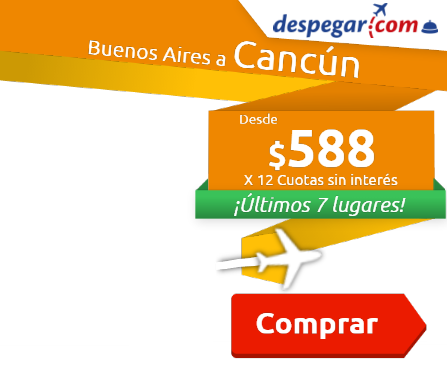 despegar.com
Buenos Aires a Cancún
Desde
$588
X 12 Cuotas sin interés
¡Últimos 7 lugares!
Comprar